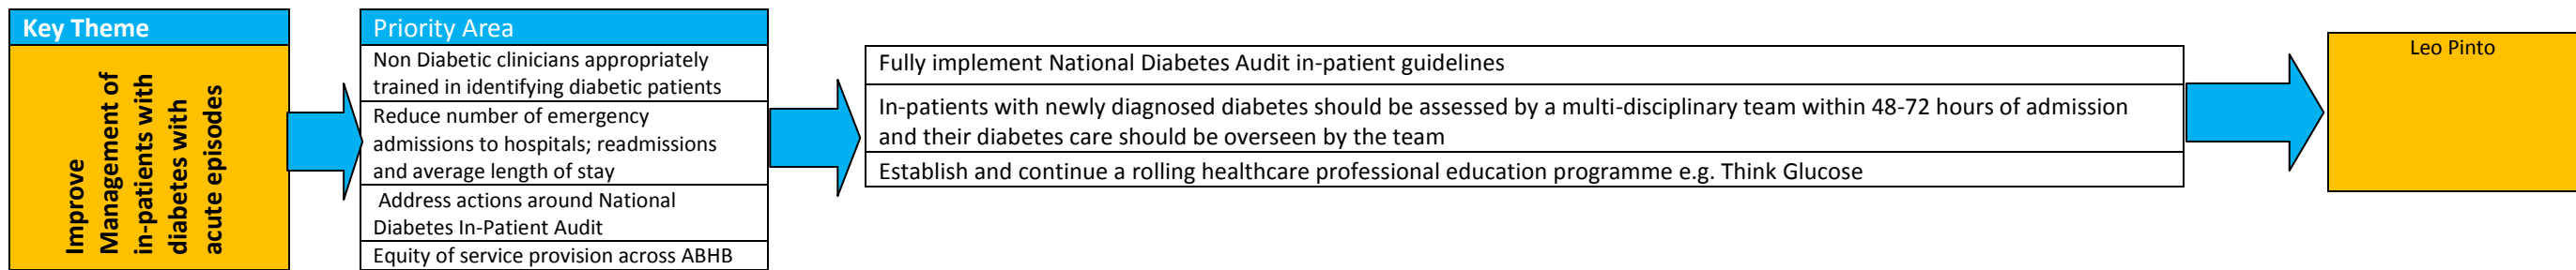 Key Theme
Improve
Management of
in-patients with
diabetes with
acute episodes
Priority Area
Non Diabetic clinicians appropriately
trained in identifying diabetic patients
Reduce number of emergency
admissions to hospitals; readmissions
and average length of stay
Address actions around National
Diabetes In-Patient Audit
Equity of service provision across ABHB
Fully implement National Diabetes Audit in-patient guidelines
In-patients with newly diagnosed diabetes should be assessed by a multi-disciplinary team within 48-72 hours of admission
and their diabetes care should be overseen by the team
Establish and continue a rolling healthcare professional education programme e.g. Think Glucose
Leo Pinto